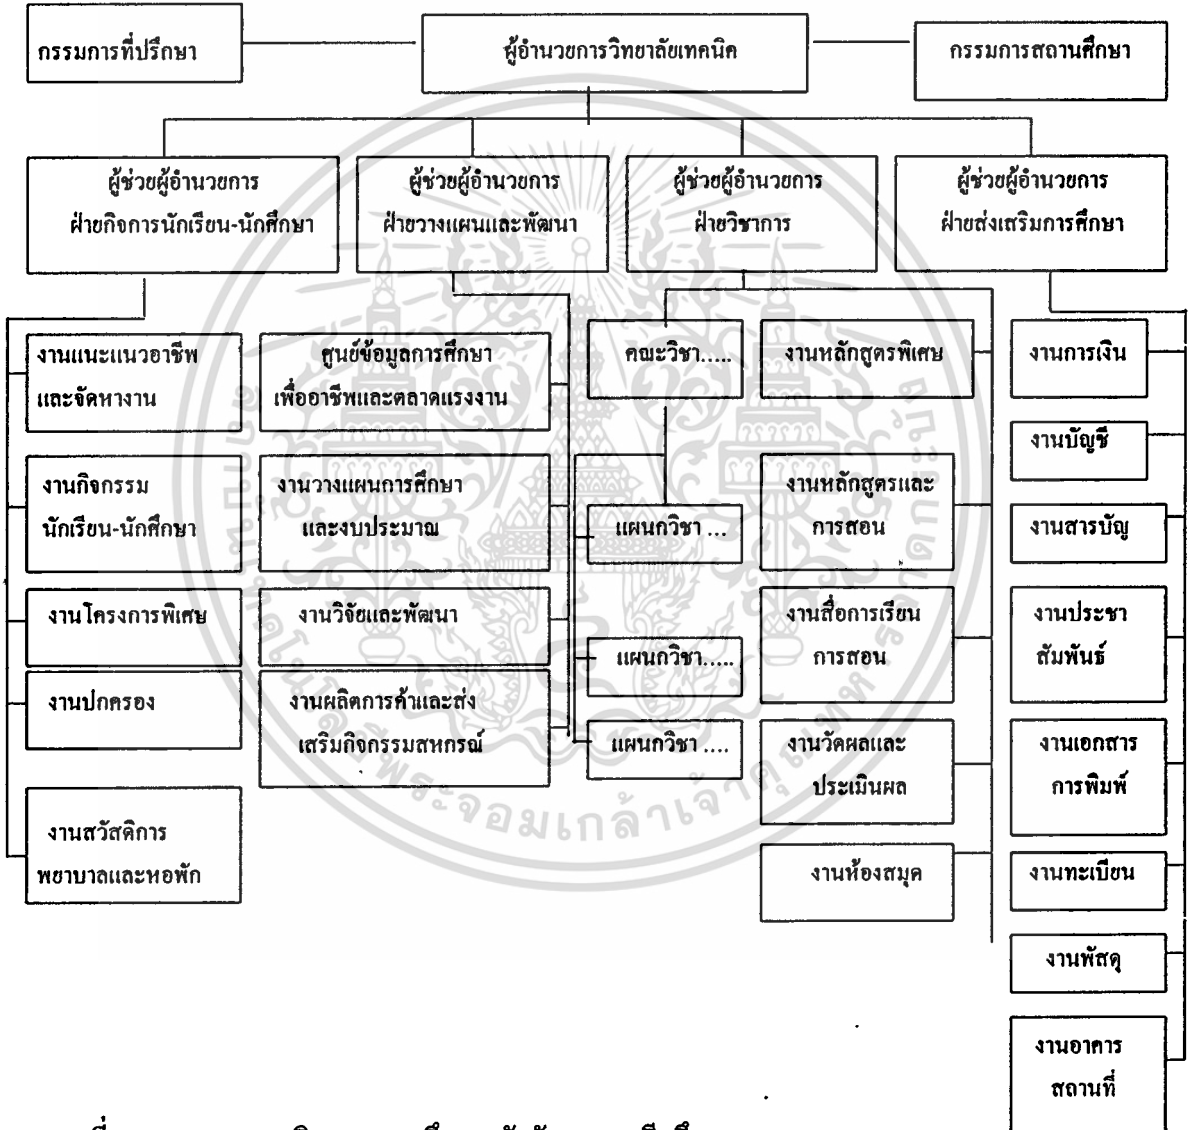 กรรมการที่ปรึกษา
ผู้อำนวยการวิทยาลัยเทคนิค
กรรมการสถานศึกษา
ผู้ช่วยผู้อำนวยการ
ฝ่ายกิจการนักเรียน-นักศึกษา
ผู้ช่วยผู้อำนวยการ
ฝ่ายวางแผนและพัฒนา
ผู้ช่วยผู้อำนวยการ
ฝ่ายวิชาการ
ผู้ช่วยผู้อำนวยการ
ฝ่ายส่งเสริมการศึกษา
งานแนะแนวอาชีพ
และจัดหางาน
งานกิจกรรม
นักเรียน-นักศึกษา
งานโครงการพิเศษ
งานปกครอง
งานสวัสดิการ
พยาบาลและหอพัก
ศูนย์ข้อมูลการศึกษา
เพื่ออาชีพและตลาดแรงงาน
งานวางแผนการศึกษา
และงบประมาณ
งานวิจัยและพัฒนา
งานผลิตการค้าและส่ง
เสริมกิจกรรมสหกรณ์
คณะวิชา.....
แผนกวิชา ...
แผนกวิชา.....
แผนกวิชา ....
งานหลักสูตรพิเศษ
งานหลักสูตรและ
การสอน
งานสื่อการเรียน
การสอน
งานวัดผลและ
ประเมินผล
งานห้องสมุด
งานการเงิน
งานบัญชี
งานสารบัญ
งานประชา
สัมพันธ์
งานเอกสาร
การพิมพ์
งานทะเบียน
งานพัสดุ
งานอาคาร
สถานที่